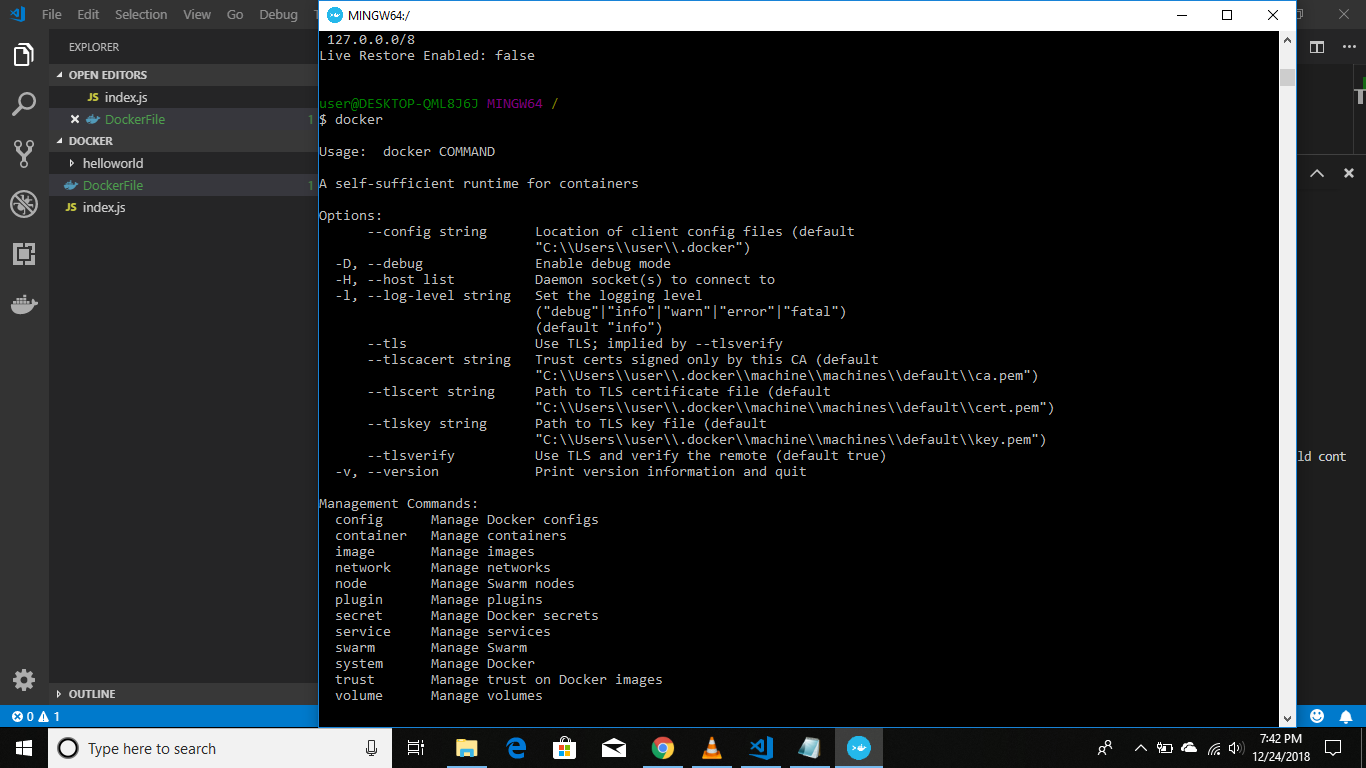 File Edit Selection View Go Debug
MINGW64:/
EXPLORER
OPEN EDITORS
JS index.js
DockerFile 1
DOCKER
helloworld
DockerFile 1
JS index.js
OUTLINE
0 1
127.0.0.0/8
Live Restore Enabled: false
user@DESKTOP-QML8J6J MINGW64 /
$ docker
Usage:  docker COMMAND
A self-sufficient runtime for containers
Options:
      --config string      Location of client config files (default
                           "C:\\Users\\user\\.docker")
  -D, --debug              Enable debug mode
  -H, --host list          Daemon socket(s) to connect to
  -l, --log-level string   Set the logging level
                           ("debug"|"info"|"warn"|"error"|"fatal")
                           (default "info")
      --tls                Use TLS; implied by --tlsverify
      --tlscacert string   Trust certs signed only by this CA (default
                           "C:\\Users\\user\\.docker\\machine\\machines\\default\\ca.pem")
      --tlscert string     Path to TLS certificate file (default
                           "C:\\Users\\user\\.docker\\machine\\machines\\default\\cert.pem")
      --tlskey string      Path to TLS key file (default
                           "C:\\Users\\user\\.docker\\machine\\machines\\default\\key.pem")
      --tlsverify          Use TLS and verify the remote (default true)
  -v, --version            Print version information and quit
Management Commands:
  config      Manage Docker configs
  container   Manage containers
  image       Manage images
  network     Manage networks
  node        Manage Swarm nodes
  plugin      Manage plugins
  secret      Manage Docker secrets
  service     Manage services
  swarm       Manage Swarm
  system      Manage Docker
  trust       Manage trust on Docker images
  volume      Manage volumes
ld cont
Type here to search
7:42 PM
12/24/2018